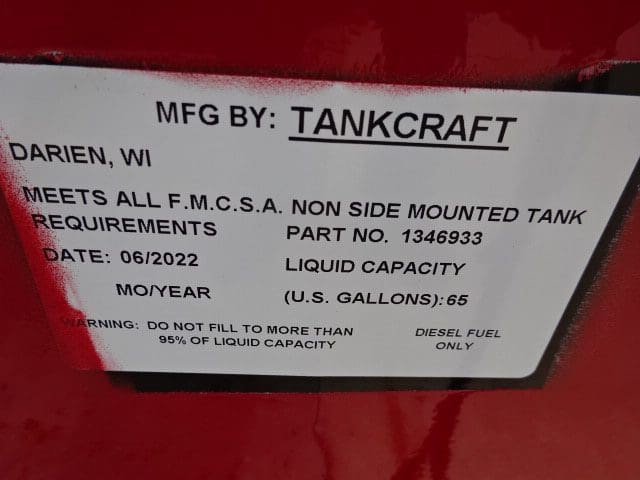 MFG BY: TANKCRAFT
DARIEN, WI
MEETS ALL F.M.C.S.A. NON SIDE MOUNTED TANK
REQUIREMENTS PART NO. 1346933
DATE: 06/2022 LIQUID CAPACITY
MO/YEAR (U.S. GALLONS): 65
WARNING: DO NOT FILL TO MORE THAN DIESEL FUEL
95% OF LIQUID CAPACITY ONLY